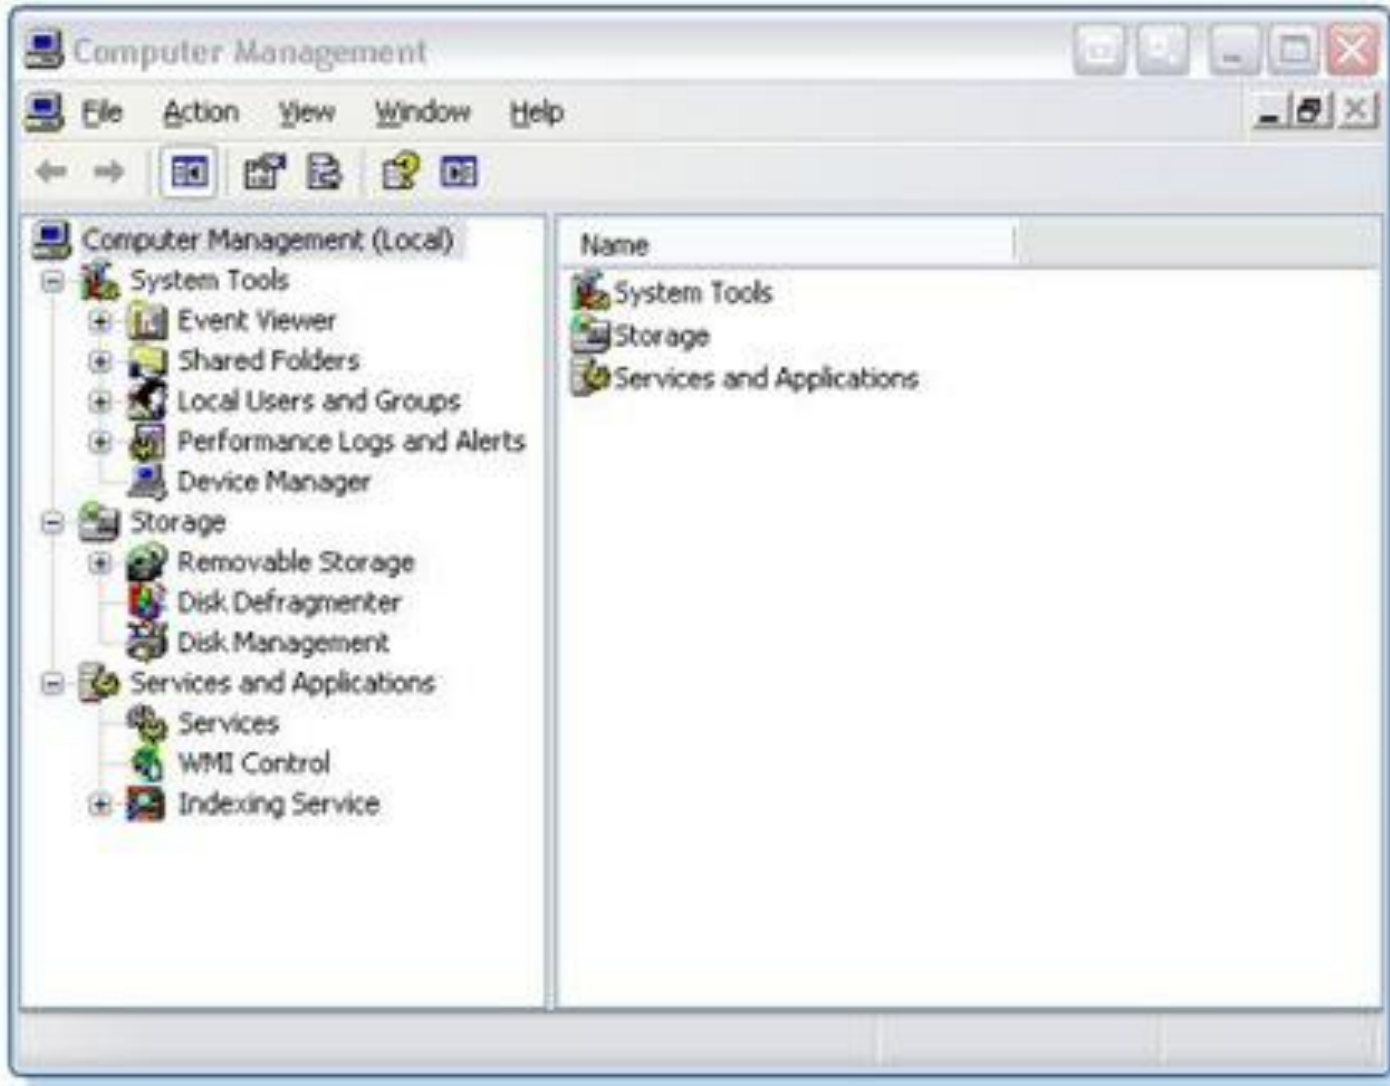 Computer Management
File Action View Window Help
Computer Management (Local)
System Tools
Event Viewer
Shared Folders
Local Users and Groups
Performance Logs and Alerts
Device Manager
Storage
Removable Storage
Disk Defragmenter
Disk Management
Services and Applications
Services
WMI Control
Indexing Service
Name
System Tools
Storage
Services and Applications